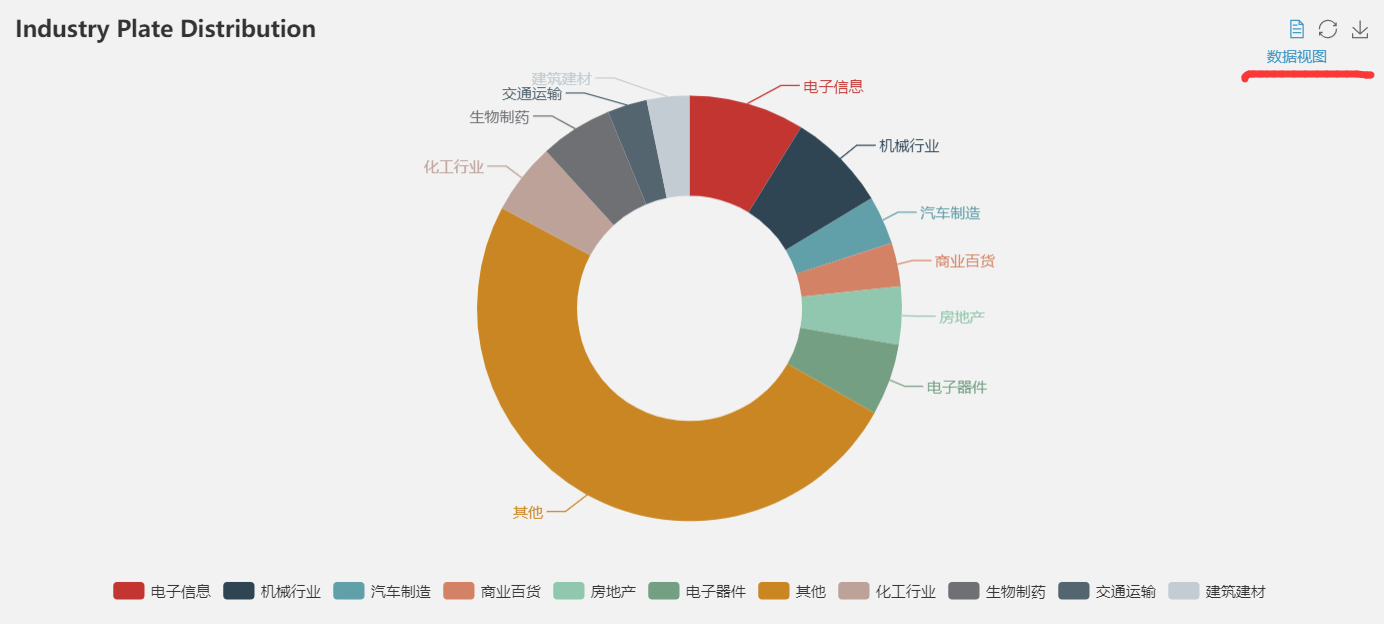 Industry Plate Distribution
数据视图
建筑建材
电子信息
交通运输
生物制药
机械行业
化工行业
汽车制造
商业百货
房地产
电子器件
其他
电子信息 机械行业 汽车制造 商业百货 房地产 电子器件 其他 化工行业 生物制药 交通运输 建筑建材